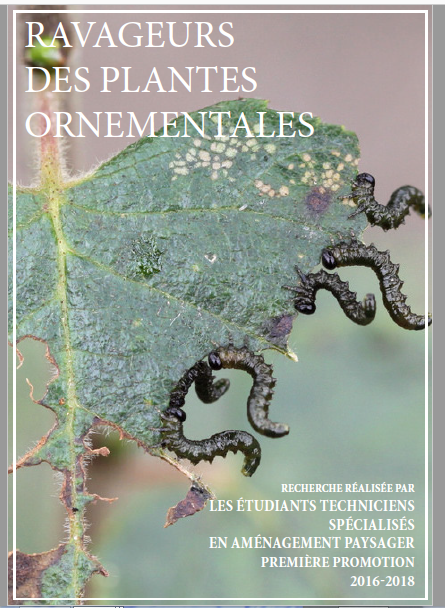 RAVAGEURS
DES PLANTES
ORNEMENTALES
RECHERCHE RÉALISÉE PAR
LES ÉTUDIANTS TECHNICIENS
SPÉCIALISÉS
EN AMÉNAGEMENT PAYSAGER
PREMIÈRE PROMOTION
2016-2018